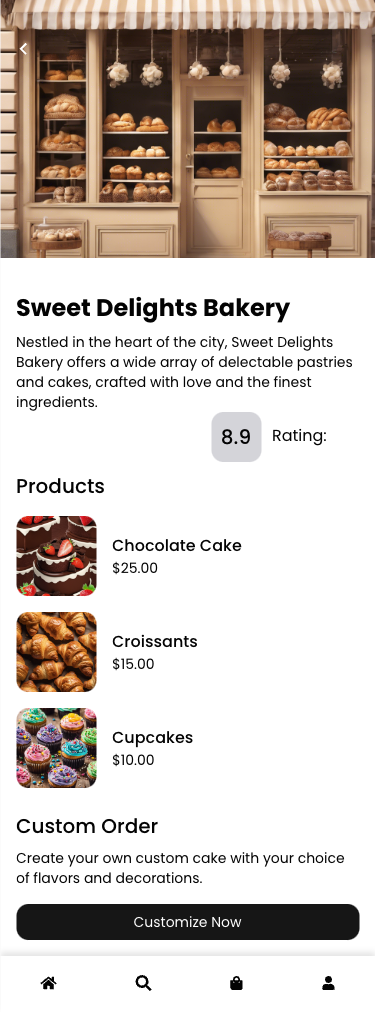 Sweet Delights Bakery
Nestled in the heart of the city, Sweet Delights
Bakery offers a wide array of delectable pastries
and cakes, crafted with love and the finest
ingredients.
8.9 Rating:
Products
Chocolate Cake
$25.00
Croissants
$15.00
Cupcakes
$10.00
Custom Order
Create your own custom cake with your choice
of flavors and decorations.
Customize Now